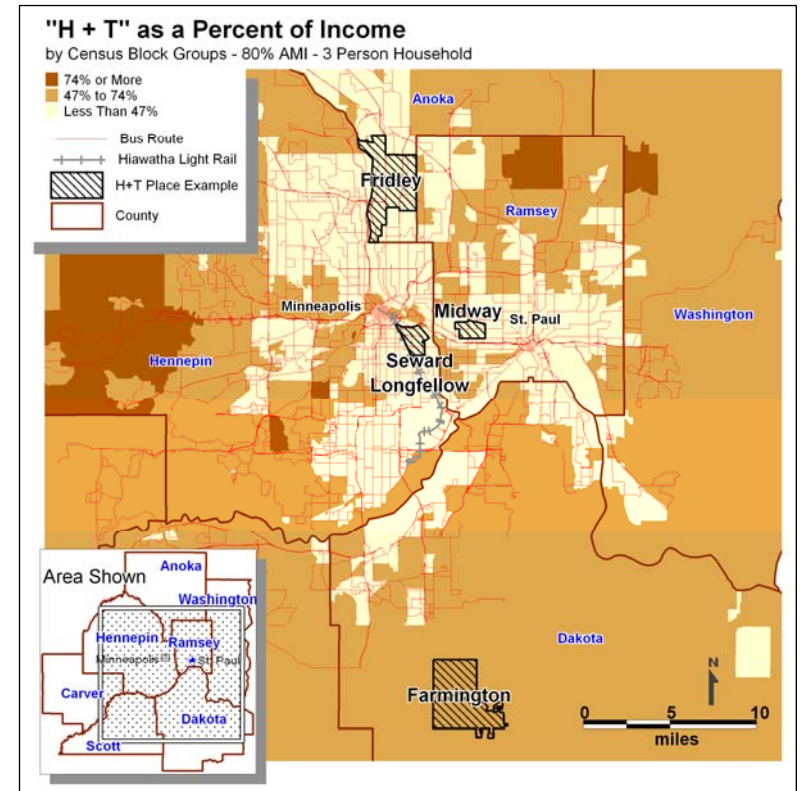 "H + T" as a Percent of Income
by Census Block Groups - 80% AMI - 3 Person Household
74% or More
47% to 74%
Less Than 47%
Bus Route
Hiawatha Light Rail
H+T Place Example
County
Anoka
Fridley
Ramsey
Minneapolis
Midway
St. Paul
Washington
Hennepin
Seward
Longfellow
Dakota
Farmington
N
0 5 10
miles
Area Shown
Anoka
Washington
Hennepin
Ramsey
Minneapolis
St. Paul
Carver
Dakota
Scott